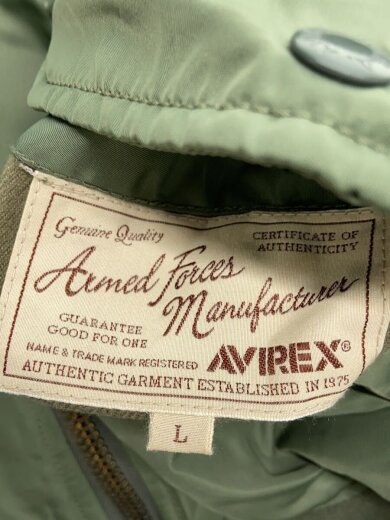 Genuine Quality
CERTIFICATE OF
AUTHENTICITY
Armed Forces
Manufacturer
GUARANTEE
GOOD FOR ONE
NAME & TRADE MARK REGISTERED
AVIREX®
AUTHENTIC GARMENT ESTABLISHED IN 1975
L